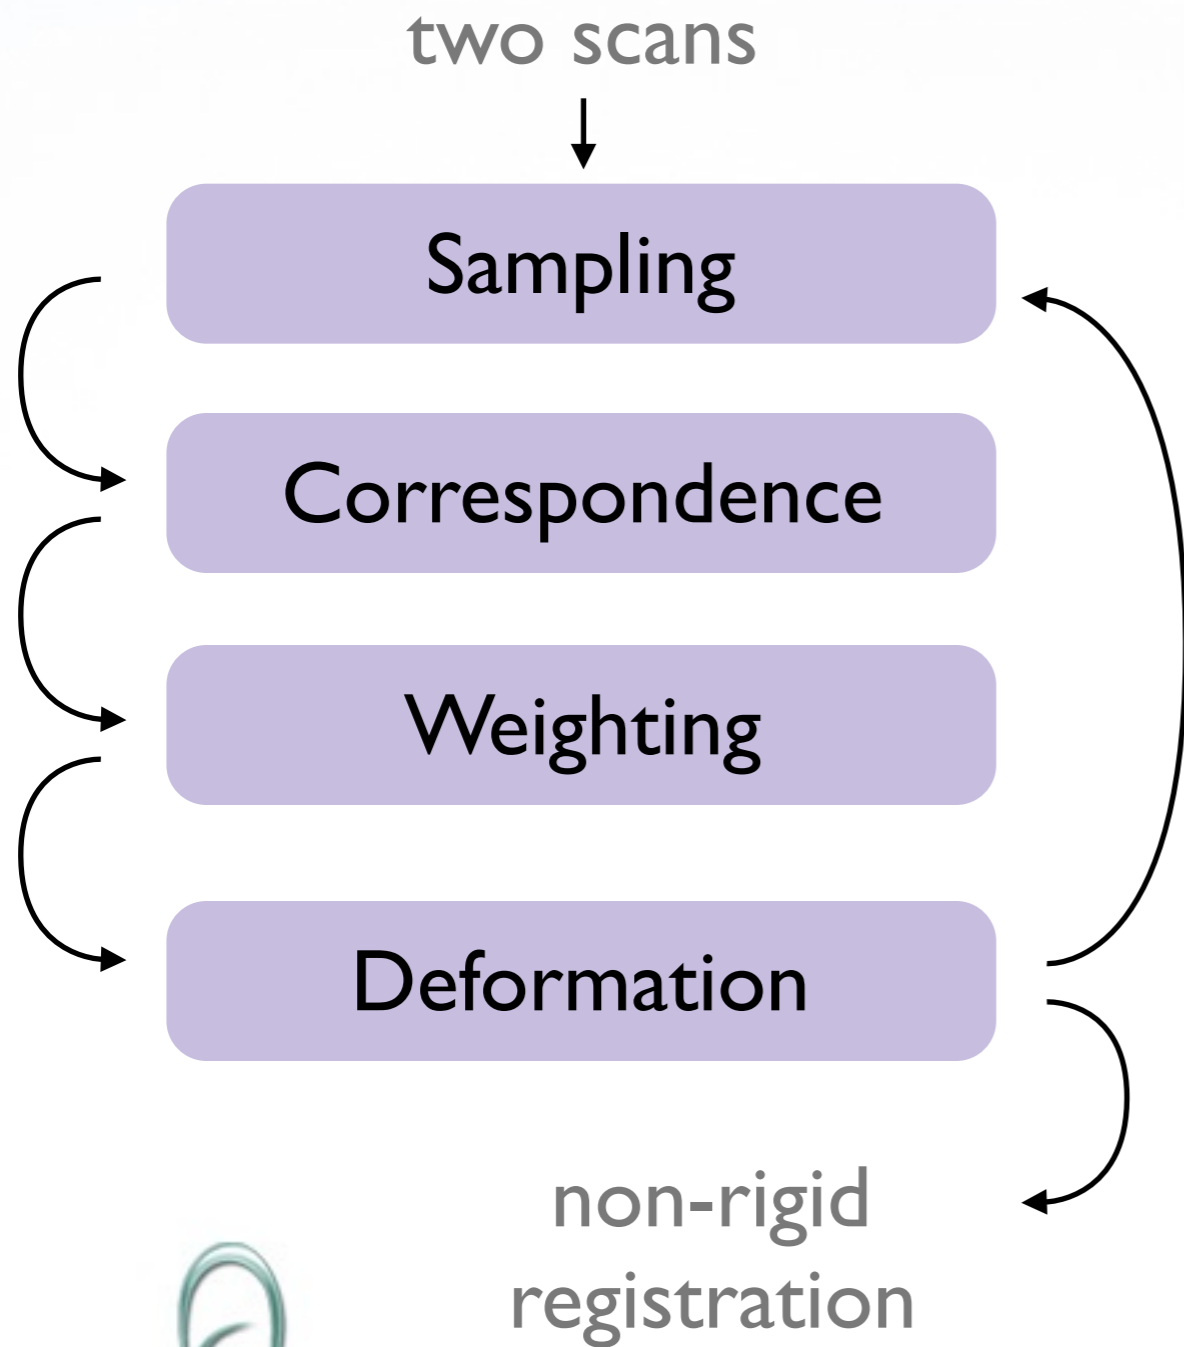 two scans
Sampling
Correspondence
Weighting
Deformation
non-rigid
registration